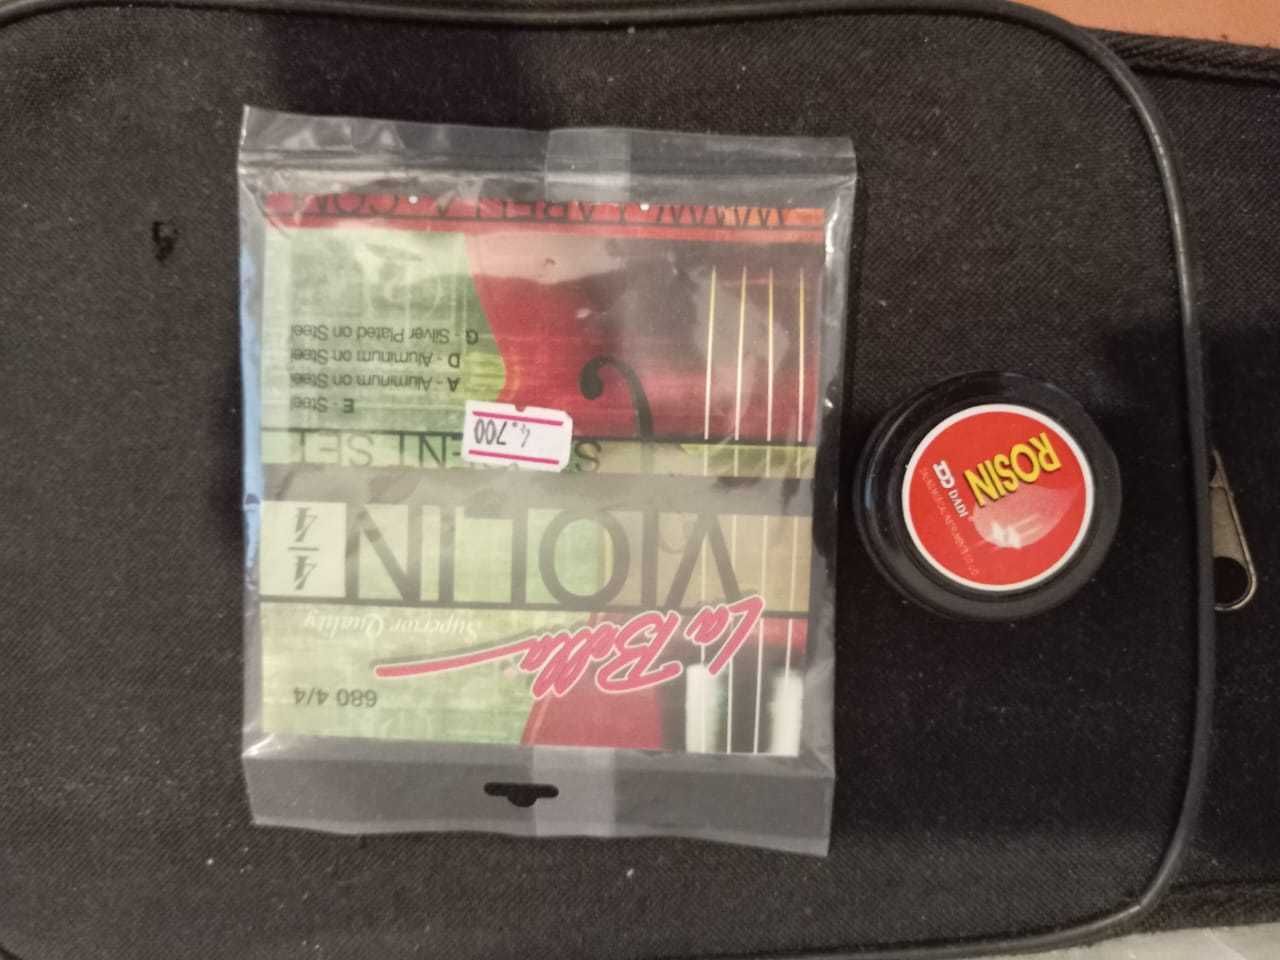 680 4/4
La Bella
Superior Quality
VIOLIN 4/4
SET
4.700
E - Steel
A - Aluminum on Steel
D - Aluminum on Steel
G - Silver Plated on Steel
ROSIN
DADI